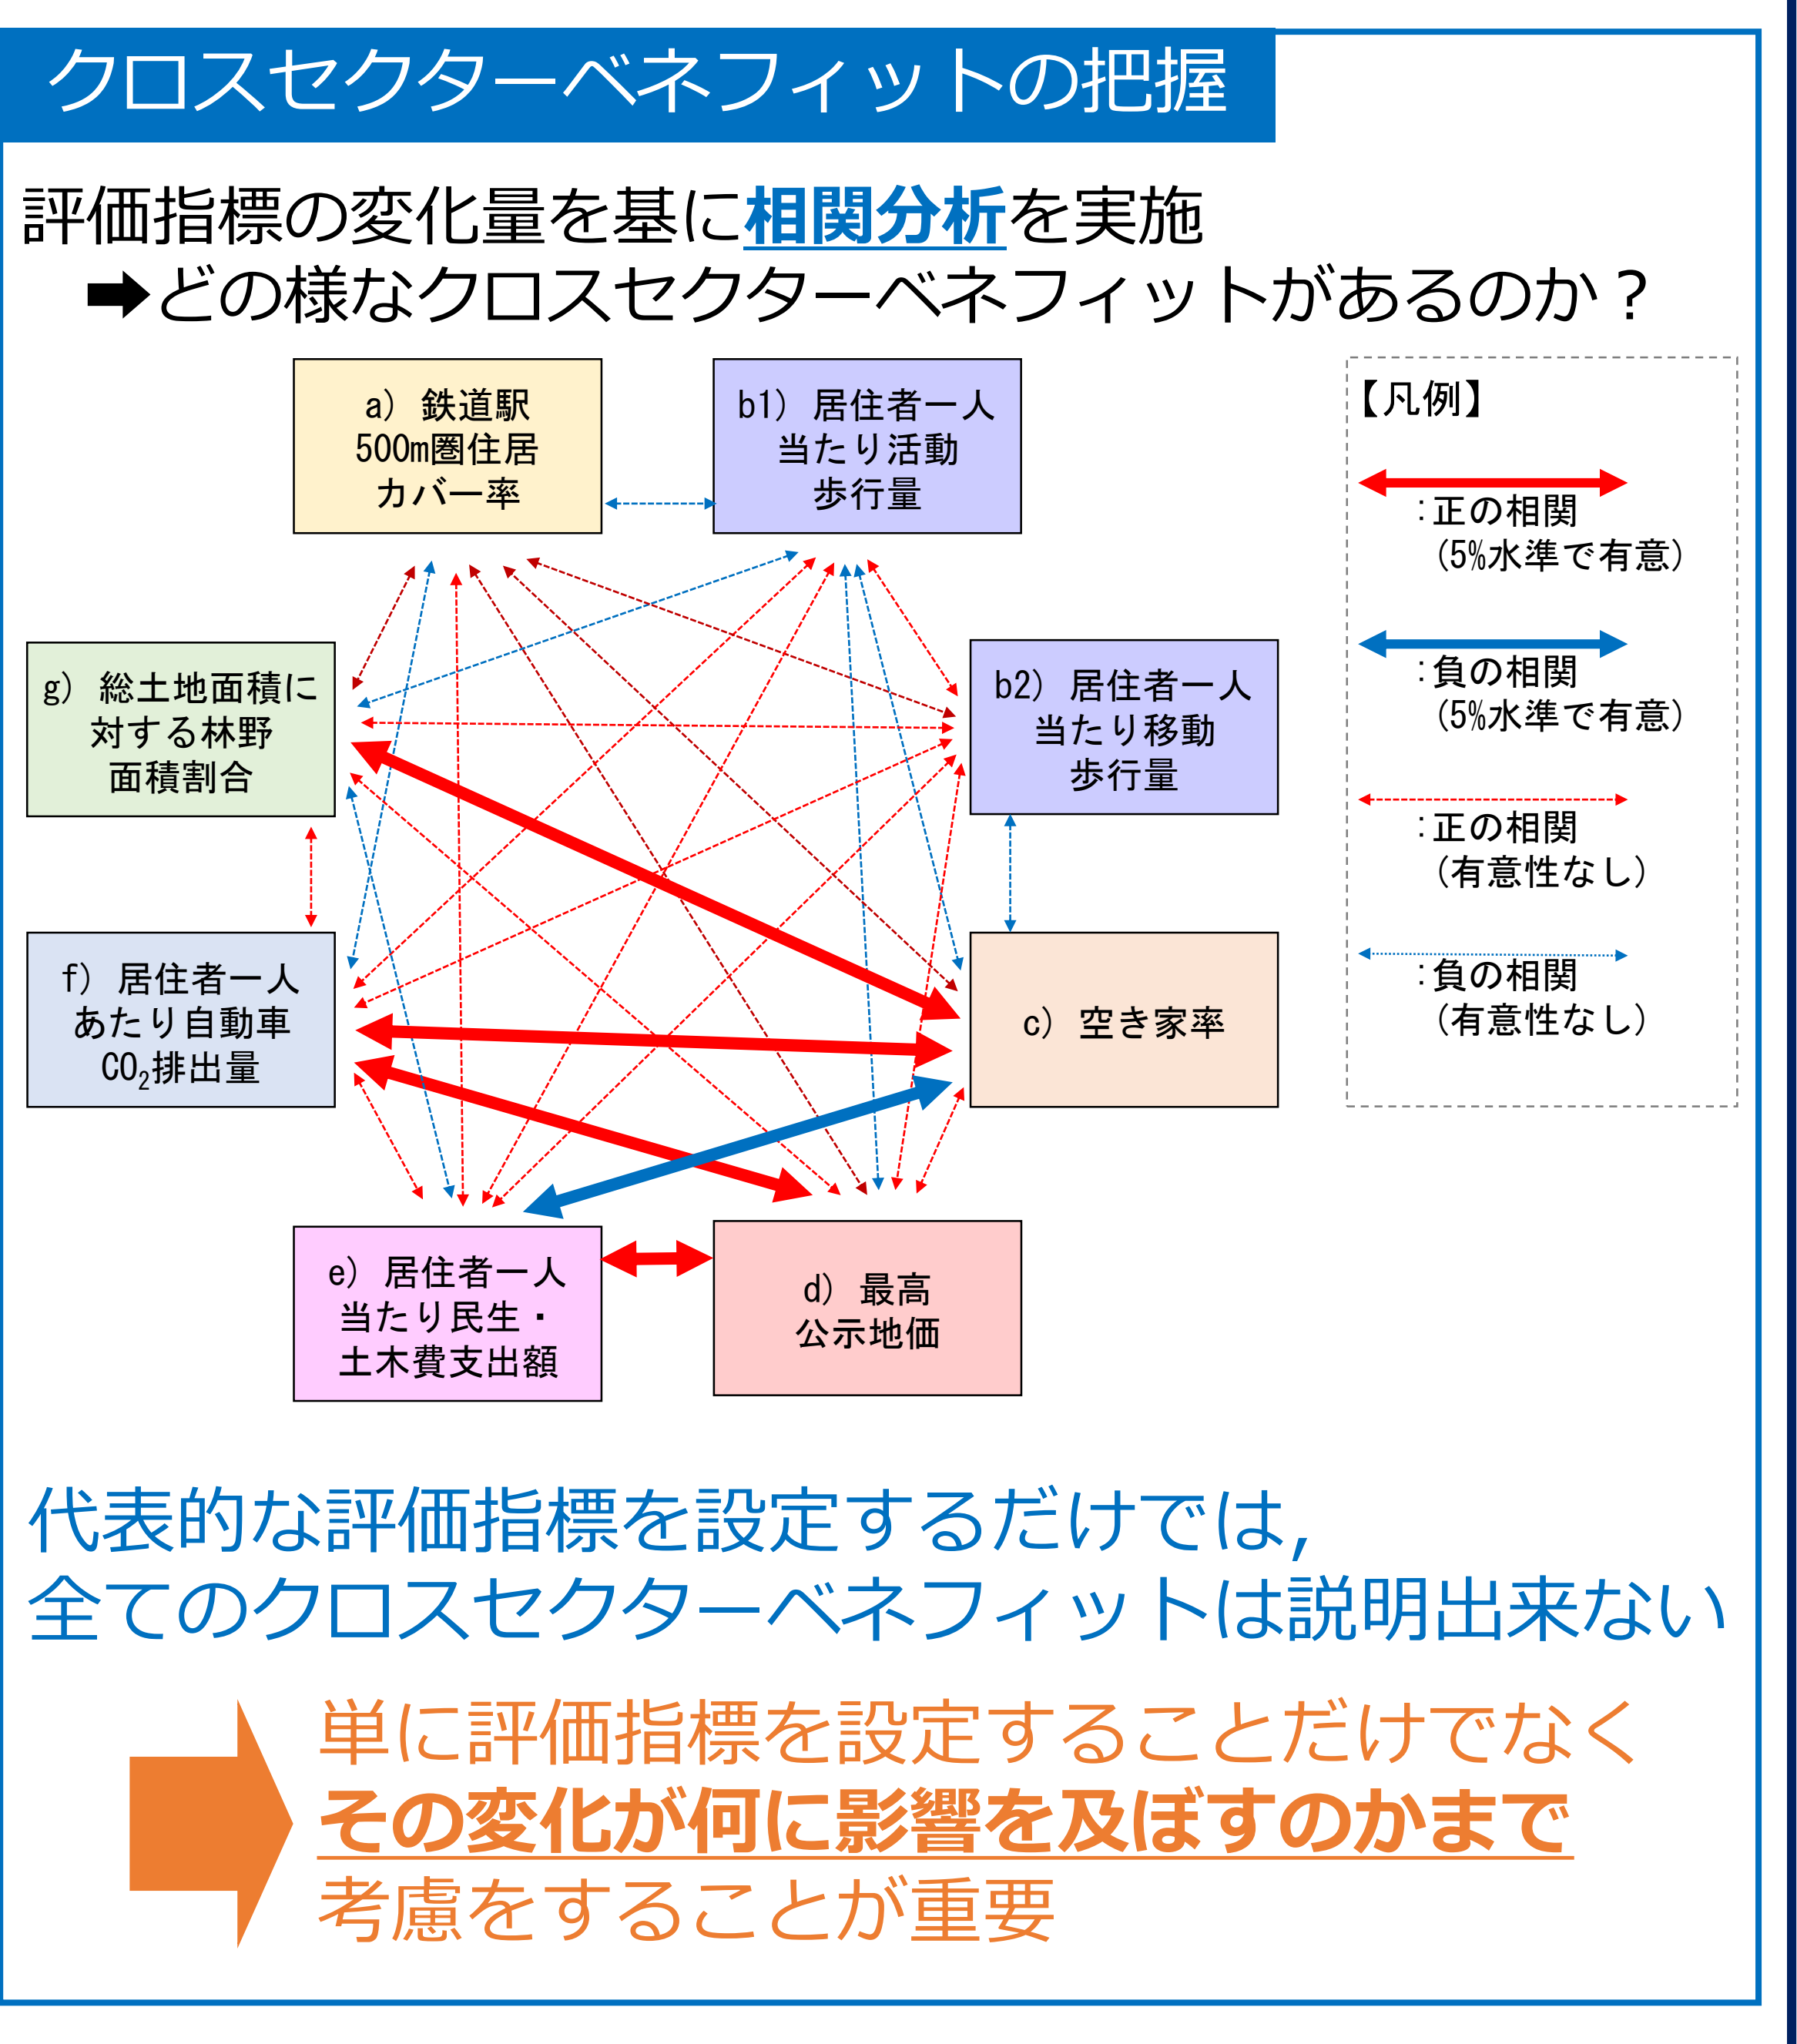 クロスセクターベネフィットの把握
評価指標の変化量を基に相関分析を実施
➡どの様なクロスセクターベネフィットがあるのか？
a) 鉄道駅
500m圏住居
カバー率
b1) 居住者一人
当たり活動
歩行量
【凡例】
:正の相関
(5%水準で有意)
:負の相関
(5%水準で有意)
:正の相関
(有意性なし)
:負の相関
(有意性なし)
g) 総土地面積に
対する林野
面積割合
b2) 居住者一人
当たり移動
歩行量
f) 居住者一人
あたり自動車
CO₂排出量
c) 空き家率
e) 居住者一人
当たり民生・
土木費支出額
d) 最高
公示地価
代表的な評価指標を設定するだけでは,
全てのクロスセクターベネフィットは説明出来ない
単に評価指標を設定することだけでなく
その変化が何に影響を及ぼすのかまで
考慮をすることが重要